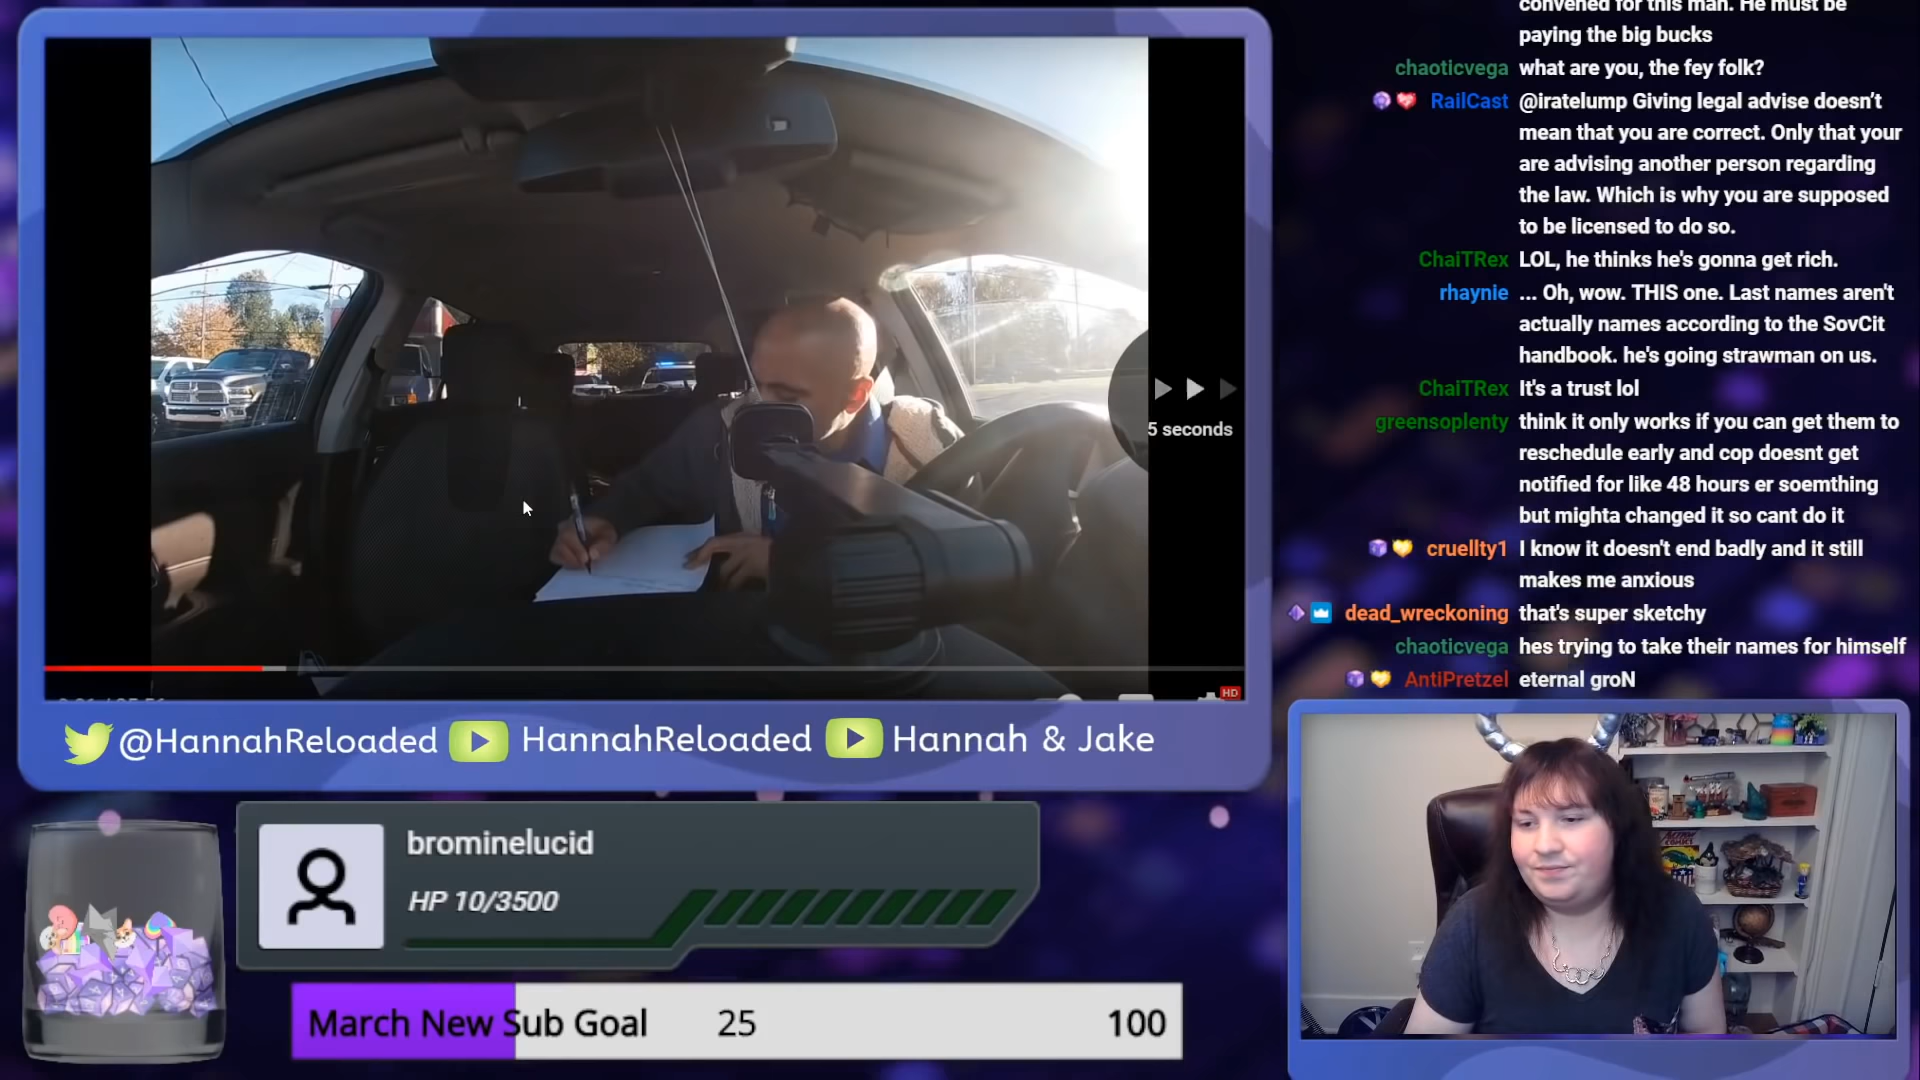 5 seconds
HD
@HannahReloaded HannahReloaded Hannah & Jake
brominelucid
HP 10/3500
March New Sub Goal 25 100
convened for this man. He must be
paying the big bucks
chaoticvega what are you, the fey folk?
RailCast @iratelump Giving legal advise doesn't
mean that you are correct. Only that your
are advising another person regarding
the law. Which is why you are supposed
to be licensed to do so.
ChaiTRex LOL, he thinks he's gonna get rich.
rhaynie ... Oh, wow. THIS one. Last names aren't
actually names according to the SovCit
handbook. he's going strawman on us.
ChaiTRex It's a trust lol
greensoplenty think it only works if you can get them to
reschedule early and cop doesnt get
notified for like 48 hours er soemthing
but mighta changed it so cant do it
cruellty1 I know it doesn't end badly and it still
makes me anxious
dead_wreckoning that's super sketchy
chaoticvega hes trying to take their names for himself
AntiPretzel eternal groN